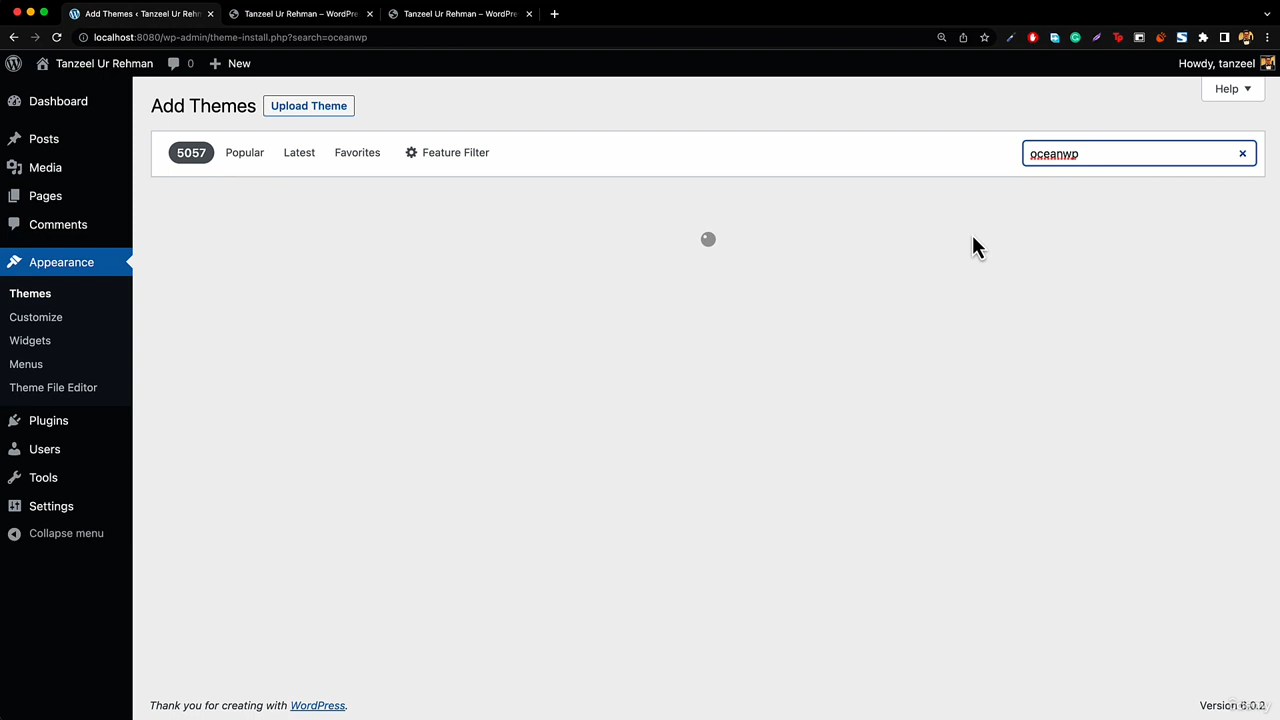 Add Themes ‹ Tanzeel Ur Rehm
Tanzeel Ur Rehman – WordPre
Tanzeel Ur Rehman – WordPre
localhost:8080/wp-admin/theme-install.php?search=oceanwp
Tanzeel Ur Rehman
0
New
Howdy, tanzeel
Dashboard
Posts
Media
Pages
Comments
Appearance
Themes
Customize
Widgets
Menus
Theme File Editor
Plugins
Users
Tools
Settings
Collapse menu
Help
Add Themes
Upload Theme
5057
Popular
Latest
Favorites
Feature Filter
oceanwp
Thank you for creating with WordPress.
Version 6.0.2